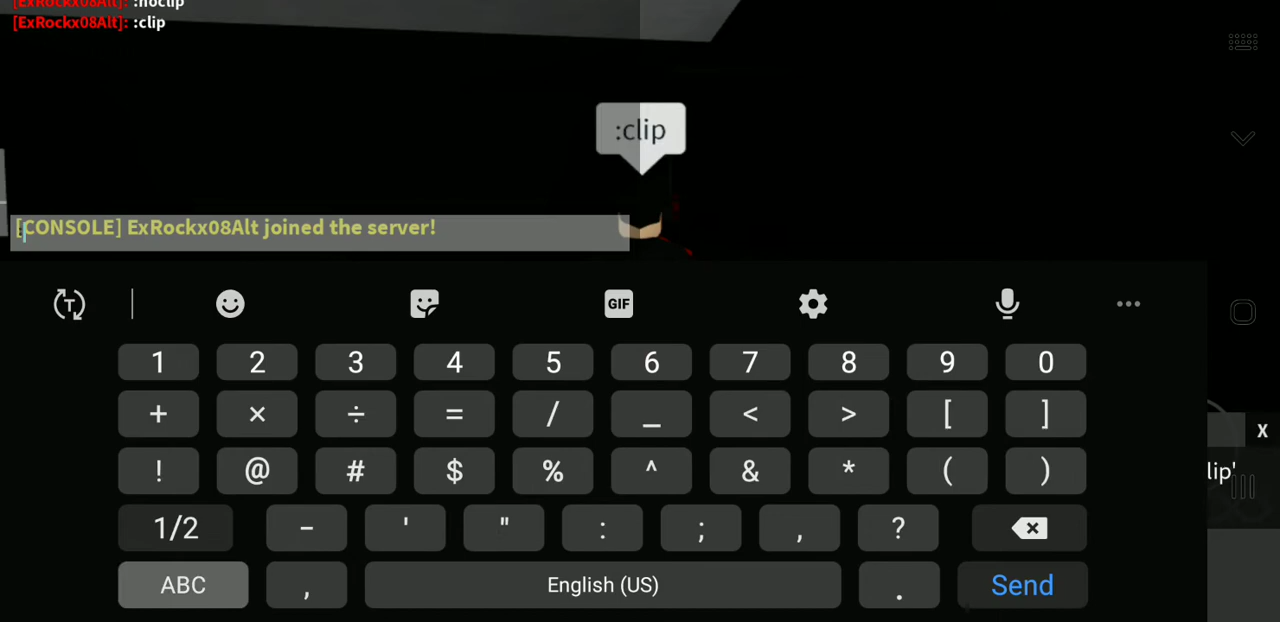 [ExRockx08Alt]: :noclip
[ExRockx08Alt]: :clip
:clip
[CONSOLE] ExRockx08Alt joined the server!
T GIF
1 2 3 4 5 6 7 8 9 0
+ × ÷ = / _ < > [ ]
X
! @ # $ % ^ & * ( )
lip'
1/2 - ' " : ; , ?
ABC , English (US) . Send